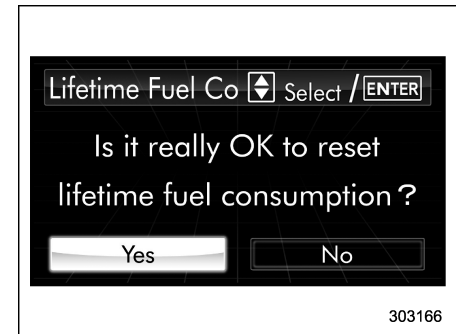 Lifetime Fuel Co Select / ENTER
Is it really OK to reset
lifetime fuel consumption?
Yes No
303166